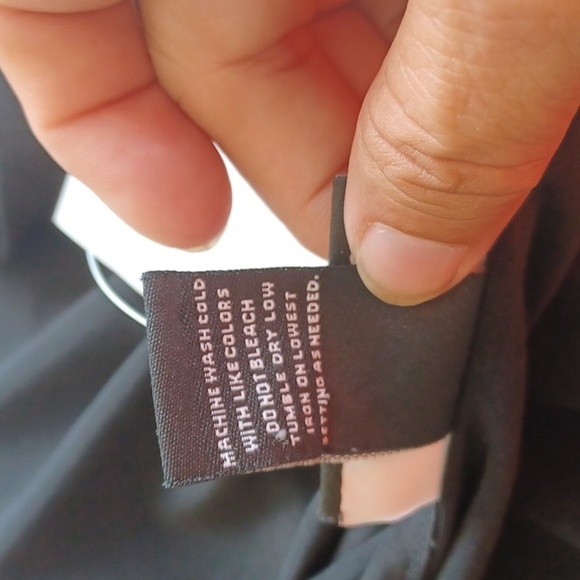 MACHINE WASH COLD
WITH LIKE COLORS
DO NOT BLEACH
TUMBLE DRY LOW
IRON ON LOWEST
SETTING AS NEEDED.